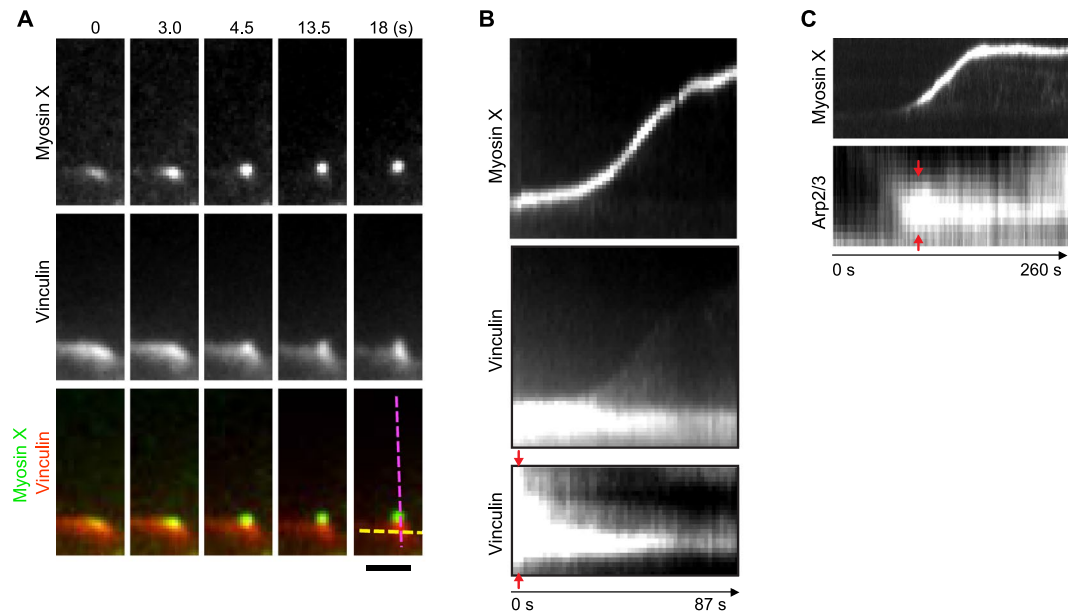 A
0 3.0 4.5 13.5 18 (s)
Myosin X
Vinculin
Myosin X
Vinculin
B
Myosin X
Vinculin
Vinculin
0 s 87 s
C
Myosin X
Arp2/3
0 s 260 s